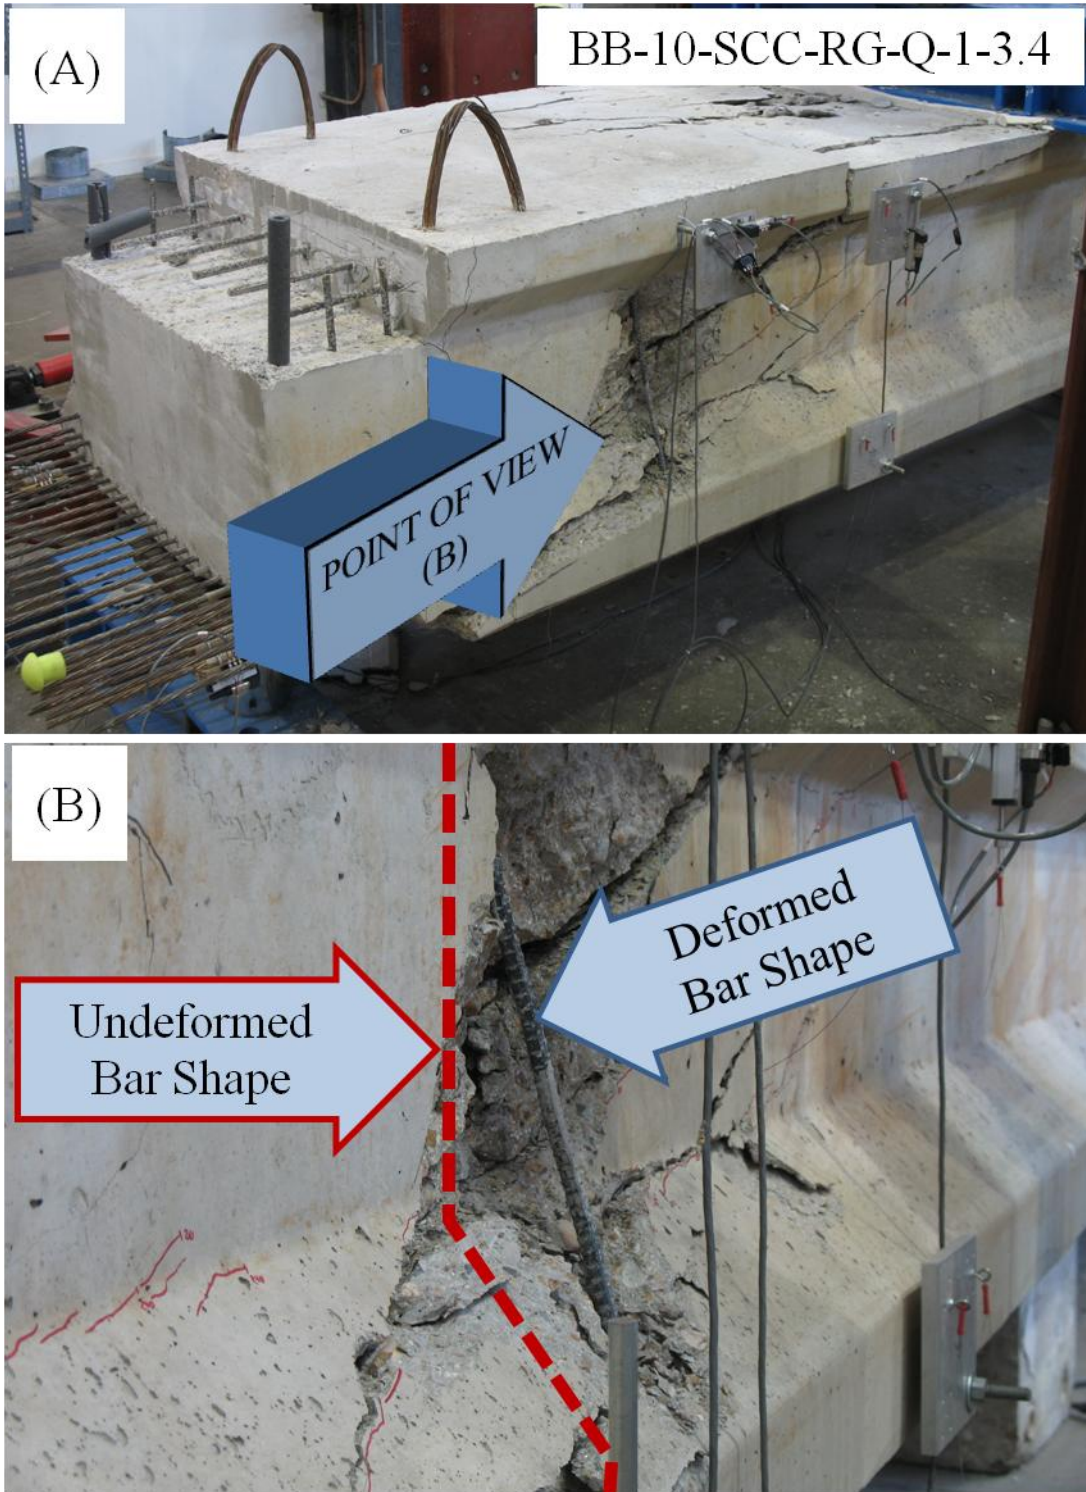 (A)
BB-10-SCC-RG-Q-1-3.4
POINT OF VIEW
(B)
(B)
Undeformed
Bar Shape
Deformed
Bar Shape